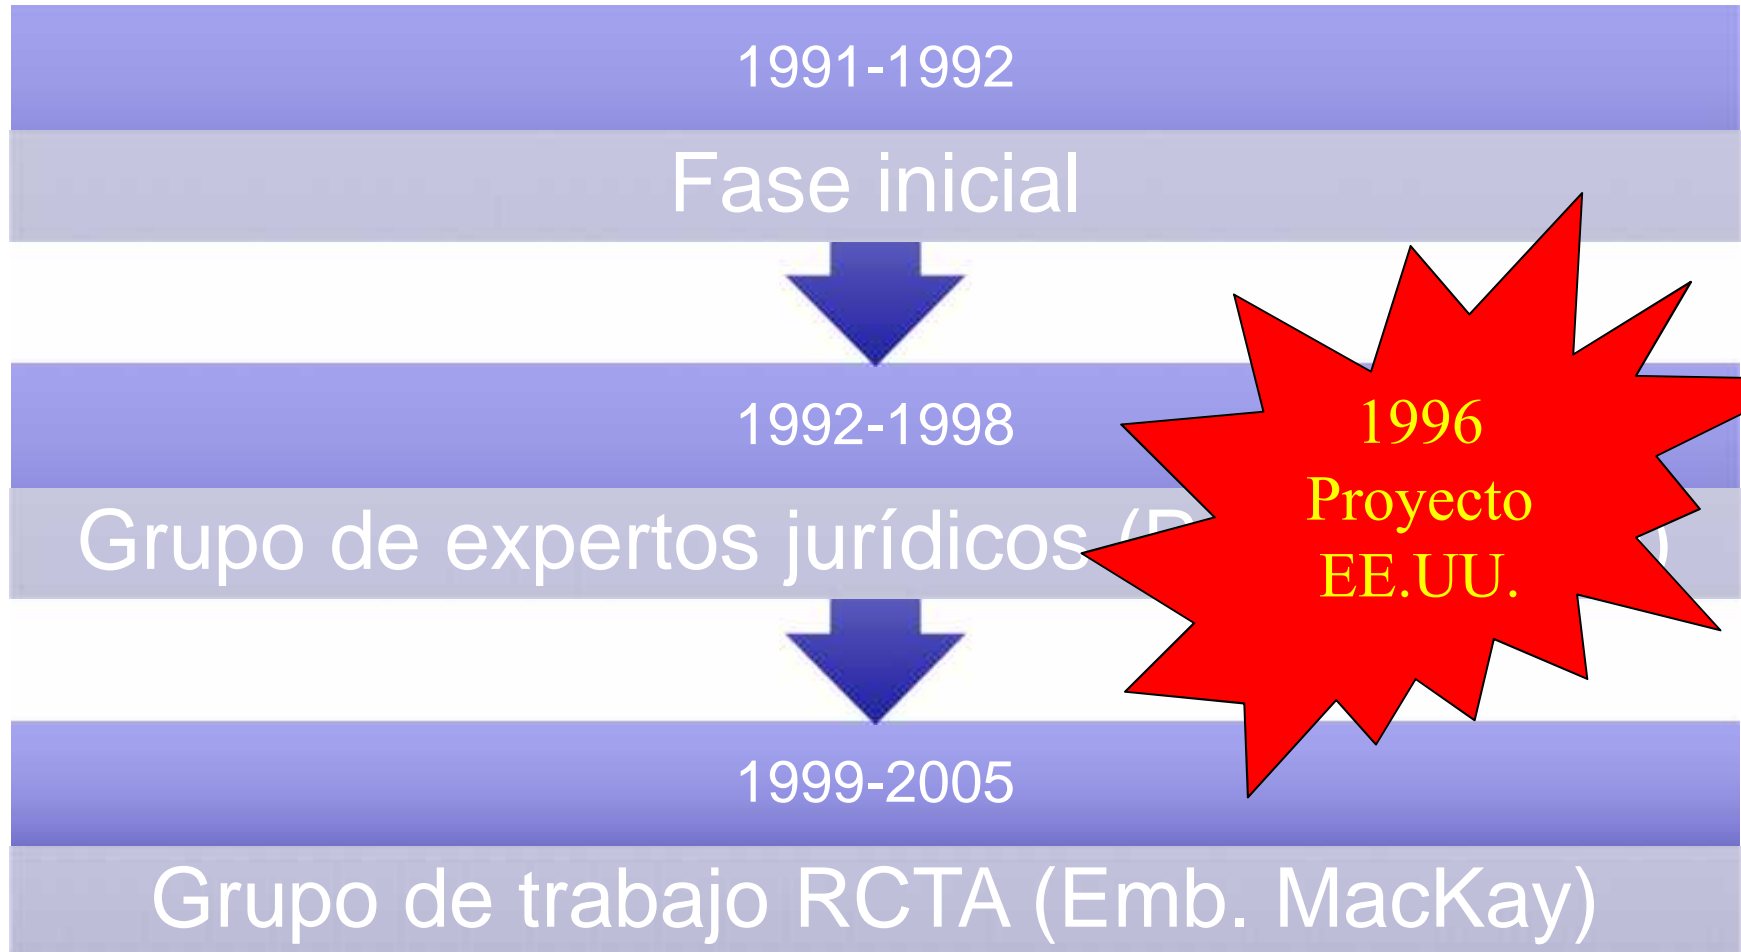 1991-1992
Fase inicial
1992-1998
Grupo de expertos jurídicos
1996
Proyecto
EE.UU.
1999-2005
Grupo de trabajo RCTA (Emb. MacKay)